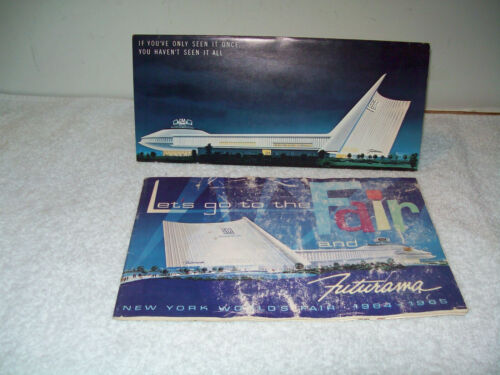 IF YOU'VE ONLY SEEN IT ONCE...
YOU HAVEN'T SEEN IT ALL
Lets go to the Fair
and
Futurama
NEW YORK WORLDS FAIR 1964 1965